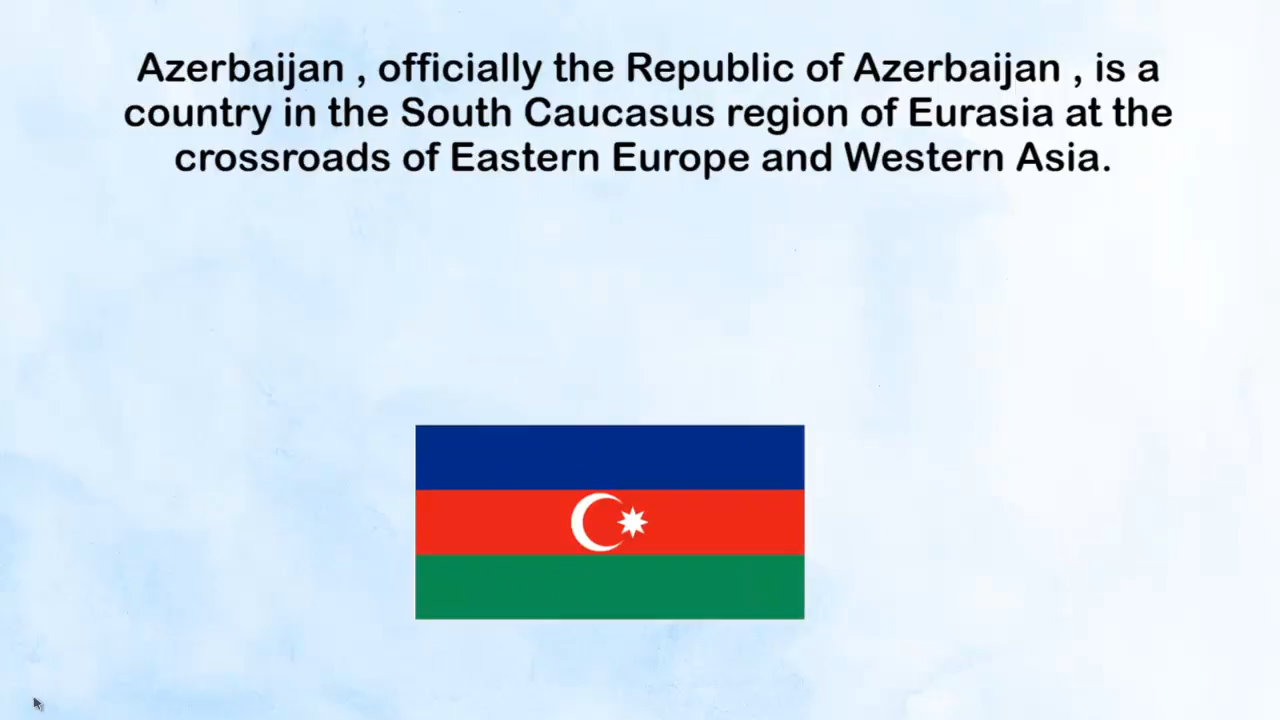 Azerbaijan , officially the Republic of Azerbaijan , is a
country in the South Caucasus region of Eurasia at the
crossroads of Eastern Europe and Western Asia.